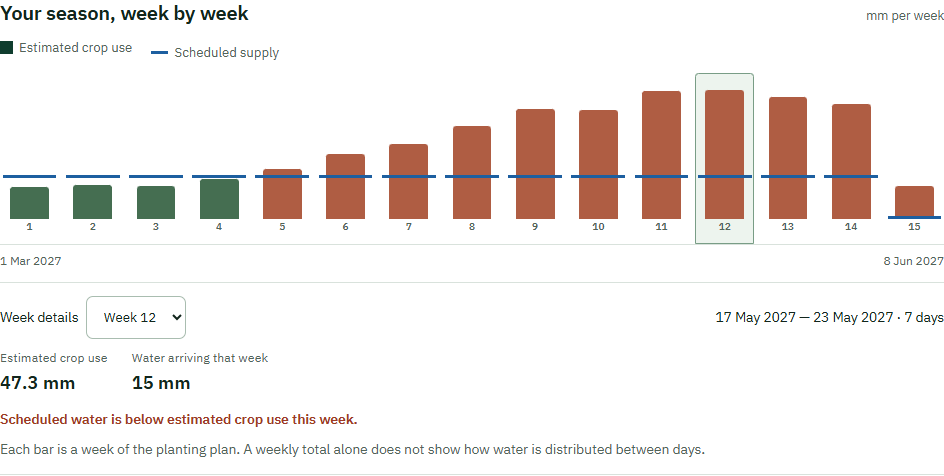 Your season, week by week
mm per week
Estimated crop use
Scheduled supply
1 2 3 4 5 6 7 8 9 10 11 12 13 14 15
1 Mar 2027
8 Jun 2027
Week details
Week 12
17 May 2027 — 23 May 2027 · 7 days
Estimated crop use
Water arriving that week
47.3 mm
15 mm
Scheduled water is below estimated crop use this week.
Each bar is a week of the planting plan. A weekly total alone does not show how water is distributed between days.